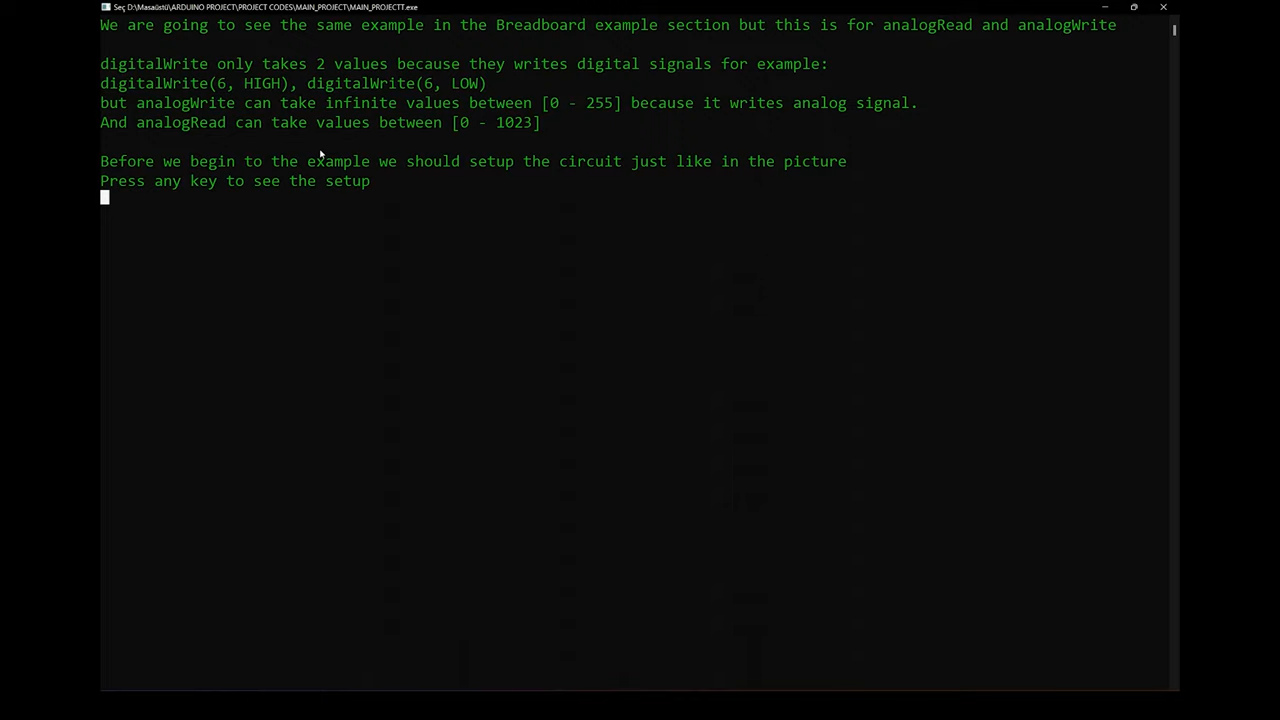 Seç D:\Masaüstü\ARDUINO PROJECT\PROJECT CODES\MAIN_PROJECT\MAIN_PROJECTT.exe
We are going to see the same example in the Breadboard example section but this is for analogRead and analogWrite
digitalWrite only takes 2 values because they writes digital signals for example:
digitalWrite(6, HIGH), digitalWrite(6, LOW)
but analogWrite can take infinite values between [0 - 255] because it writes analog signal.
And analogRead can take values between [0 - 1023]
Before we begin to the example we should setup the circuit just like in the picture
Press any key to see the setup